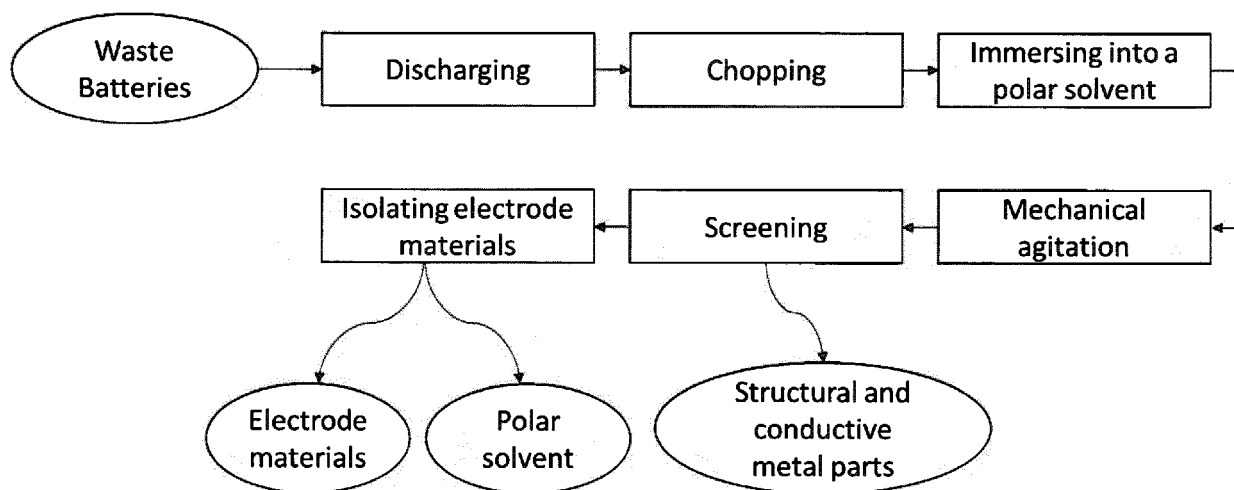 Waste
Batteries
Discharging
Chopping
Immersing into a
polar solvent
Isolating electrode
materials
Screening
Mechanical
agitation
Electrode
materials
Polar
solvent
Structural and
conductive
metal parts